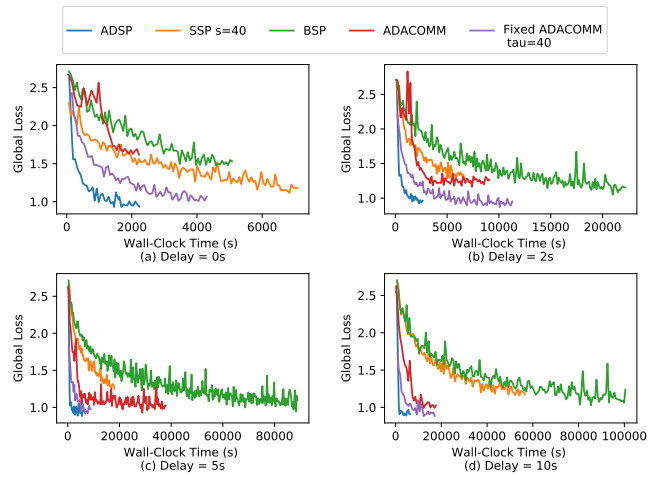 ADSP SSP s=40 BSP ADACOMM Fixed ADACOMM
tau=40
2.5
2.0
1.5
1.0
Global Loss
0 2000 4000 6000
Wall-Clock Time (s)
(a) Delay = 0s
2.5
2.0
1.5
1.0
Global Loss
0 5000 10000 15000 20000
Wall-Clock Time (s)
(b) Delay = 2s
2.5
2.0
1.5
1.0
Global Loss
0 20000 40000 60000 80000
Wall-Clock Time (s)
(c) Delay = 5s
2.5
2.0
1.5
1.0
Global Loss
0 20000 40000 60000 80000 100000
Wall-Clock Time (s)
(d) Delay = 10s